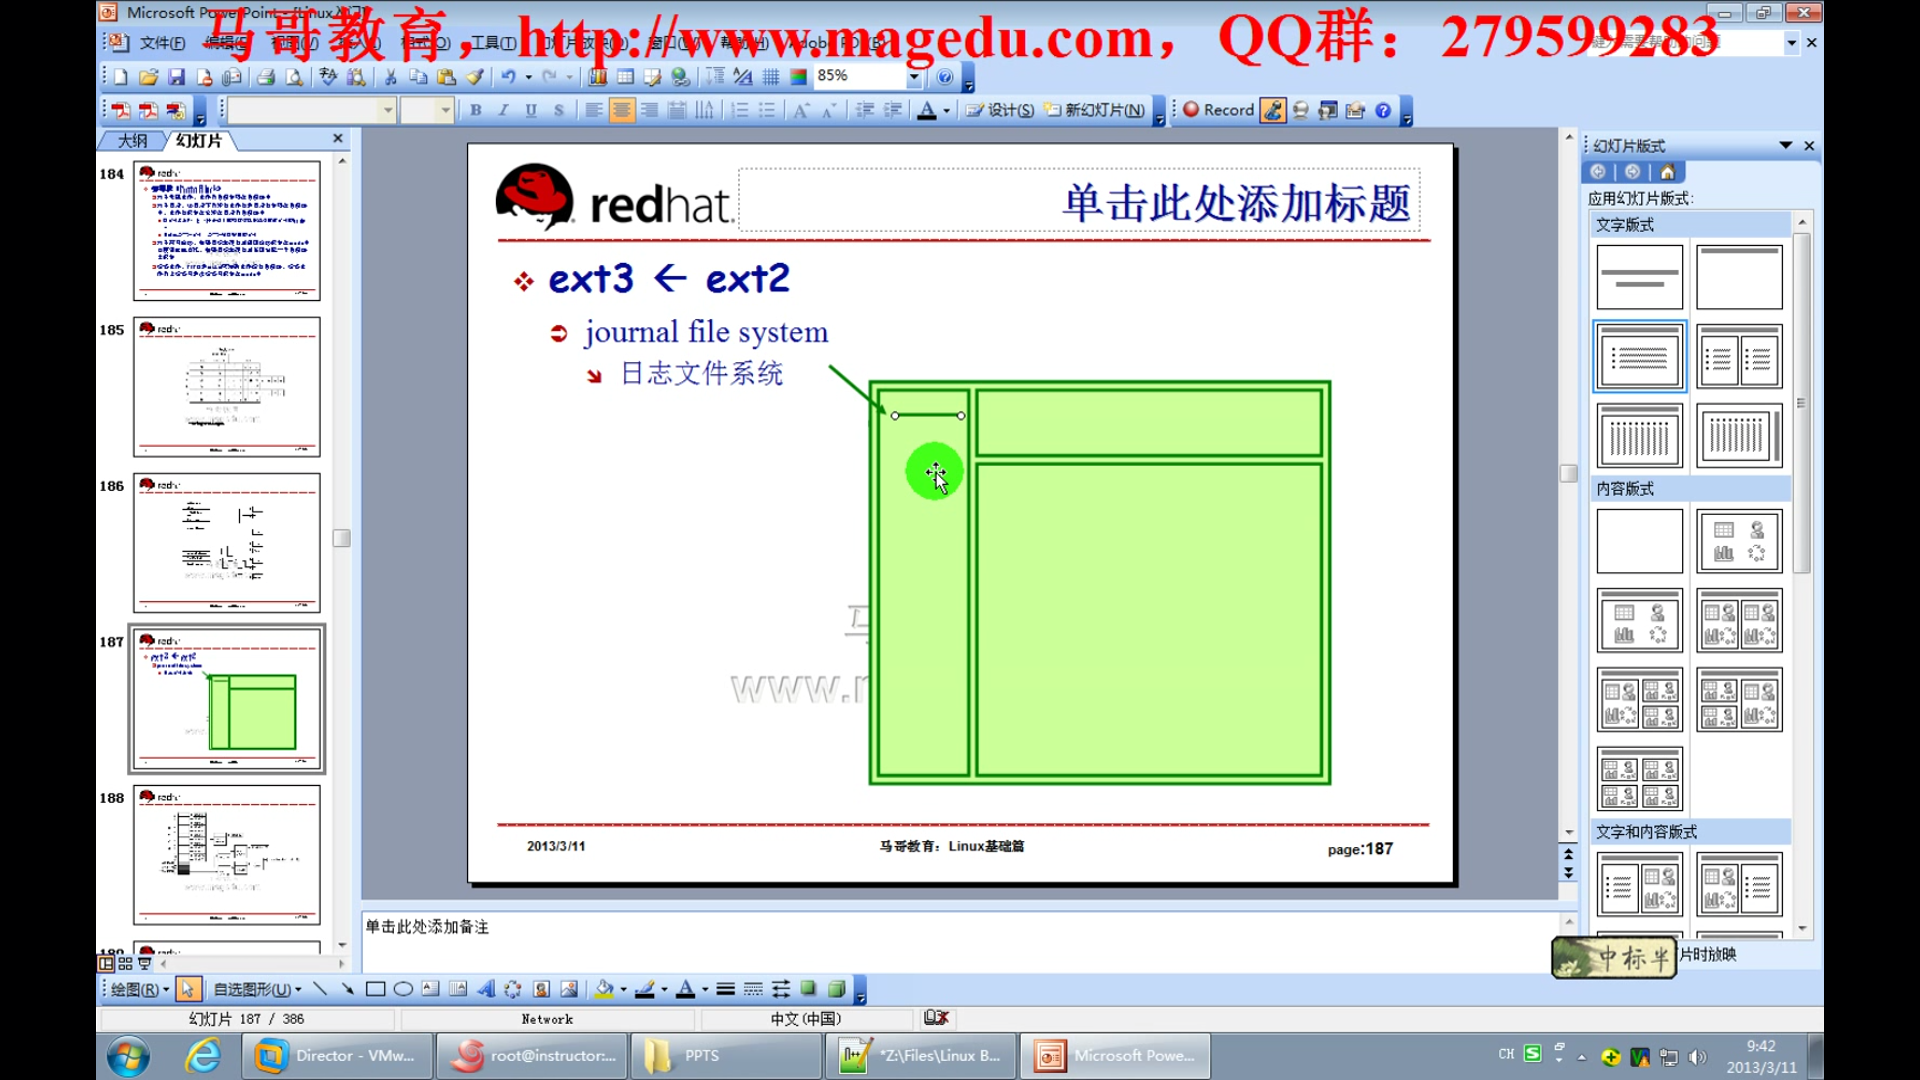 Microsoft PowerPoint - [Linux入门]
马哥教育，http://www.magedu.com，QQ群：279599283
文件(F) 编辑(E) 视图(V) 插入(I) 格式(O) 工具(T) 幻灯片放映(D) 窗口(W) 帮助(H) Adobe PDF(B)
85%
设计(S) 新幻灯片(N) Record
大纲 幻灯片
幻灯片版式
应用幻灯片版式:
文字版式
内容版式
文字和内容版式
片时放映
中标半
184
185
186
187
188
redhat.
单击此处添加标题
ext3 ← ext2
journal file system
日志文件系统
www.
2013/3/11
马哥教育：Linux基础篇
page:187
单击此处添加备注
绘图(R) 自选图形(U)
幻灯片 187 / 386
Network
中文(中国)
Director - VMw...
root@instructor:...
PPTS
*Z:\Files\Linux B...
Microsoft Powe...
CH
9:42
2013/3/11